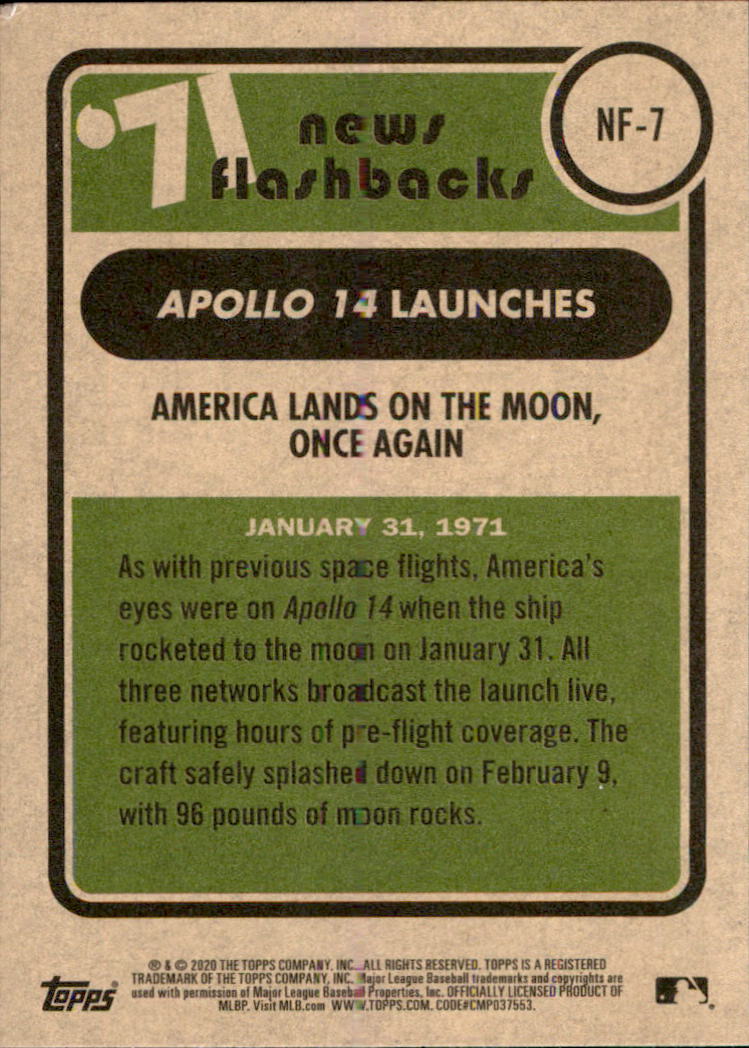 '71
news
flashbacks
NF-7
APOLLO 14 LAUNCHES
AMERICA LANDS ON THE MOON,
ONCE AGAIN
JANUARY 31, 1971
As with previous space flights, America's
eyes were on Apollo 14 when the ship
rocketed to the moon on January 31. All
three networks broadcast the launch live,
featuring hours of pre-flight coverage. The
craft safely splashed down on February 9,
with 96 pounds of moon rocks.
® & © 2020 THE TOPPS COMPANY, INC. ALL RIGHTS RESERVED. TOPPS IS A REGISTERED
TRADEMARK OF THE TOPPS COMPANY, INC. Major League Baseball trademarks and copyrights are
used with permission of Major League Baseball Properties, Inc. OFFICIALLY LICENSED PRODUCT OF
MLBP. Visit MLB.com WWW.TOPPS.COM. CODE#CMP037553.
topps